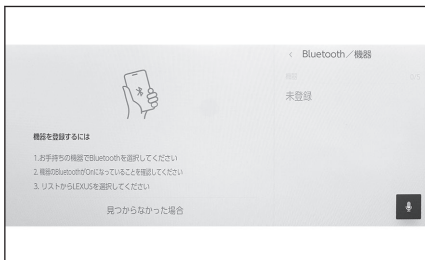 ‹ Bluetooth／機器
未登録
機器を登録するには
1.お手持ちの機器でBluetoothを選択してください
2. 機器のBluetoothがOnになっていることを確認してください
3. リストからLEXUSを選択してください
見つからなかった場合